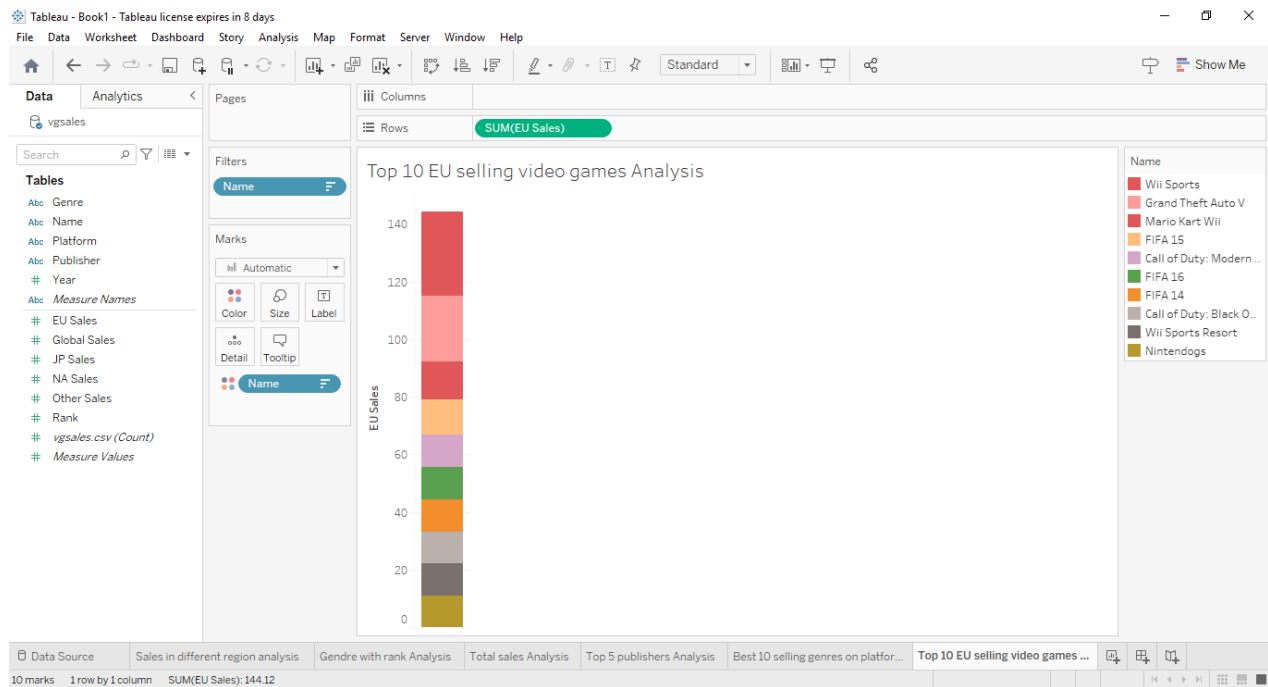 Tableau - Book1 - Tableau license expires in 8 days
File Data Worksheet Dashboard Story Analysis Map Format Server Window Help
Standard
Show Me
Data Analytics
vgsales
Search
Tables
Abc Genre
Abc Name
Abc Platform
Abc Publisher
# Year
Abc Measure Names
# EU Sales
# Global Sales
# JP Sales
# NA Sales
# Other Sales
# Rank
# vgsales.csv (Count)
# Measure Values
Pages
Filters
Name
Marks
Automatic
Color Size Label
Detail Tooltip
Name
Columns
Rows SUM(EU Sales)
Top 10 EU selling video games Analysis
140
120
100
80
60
40
20
0
EU Sales
Name
Wii Sports
Grand Theft Auto V
Mario Kart Wii
FIFA 15
Call of Duty: Modern ..
FIFA 16
FIFA 14
Call of Duty: Black O..
Wii Sports Resort
Nintendogs
Data Source Sales in different region analysis Gendre with rank Analysis Total sales Analysis Top 5 publishers Analysis Best 10 selling genres on platfor... Top 10 EU selling video games ...
10 marks 1 row by 1 column SUM(EU Sales): 144.12